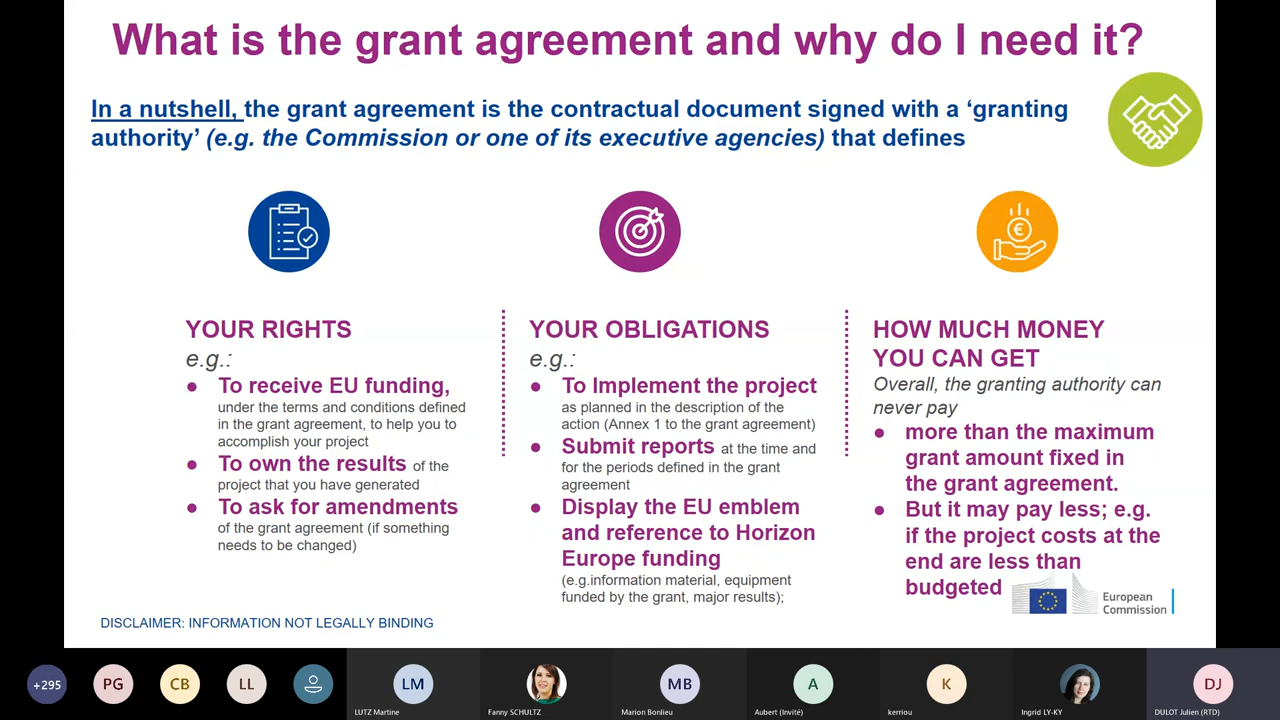 What is the grant agreement and why do I need it?
In a nutshell, the grant agreement is the contractual document signed with a ‘granting
authority’ (e.g. the Commission or one of its executive agencies) that defines
YOUR RIGHTS
e.g.:
● To receive EU funding,
under the terms and conditions defined
in the grant agreement, to help you to
accomplish your project
● To own the results of the
project that you have generated
● To ask for amendments
of the grant agreement (if something
needs to be changed)
YOUR OBLIGATIONS
e.g.:
● To Implement the project
as planned in the description of the
action (Annex 1 to the grant agreement)
● Submit reports at the time and
for the periods defined in the grant
agreement
● Display the EU emblem
and reference to Horizon
Europe funding
(e.g.information material, equipment
funded by the grant, major results);
HOW MUCH MONEY
YOU CAN GET
Overall, the granting authority can
never pay
● more than the maximum
grant amount fixed in
the grant agreement.
● But it may pay less; e.g.
if the project costs at the
end are less than
budgeted
European
Commission
DISCLAIMER: INFORMATION NOT LEGALLY BINDING
+295
PG
CB
LL
LM
LUTZ Martine
Fanny SCHULTZ
MB
Marion Bonlieu
A
Aubert (Invité)
K
kerriou
Ingrid LY-KY
DJ
DULOT Julien (RTD)